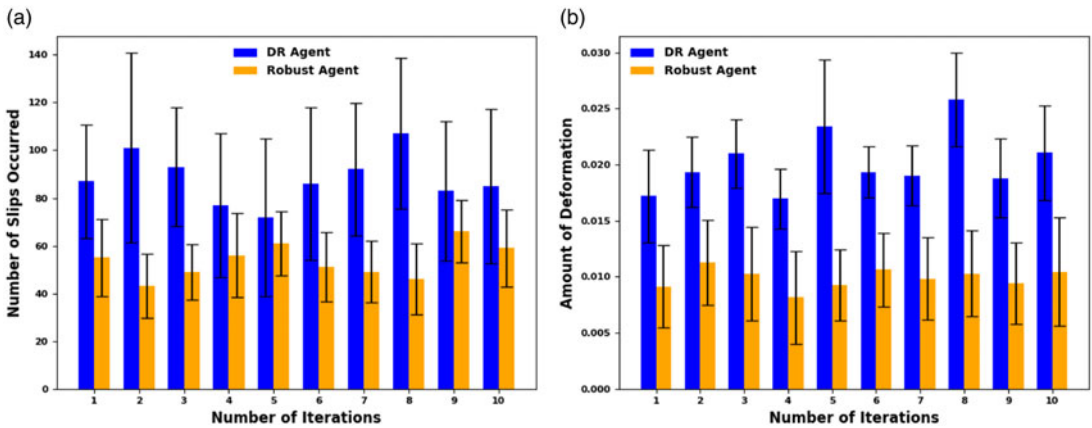 (a)
DR Agent
Robust Agent
140
120
100
80
60
40
20
0
Number of Slips Occurred
1 2 3 4 5 6 7 8 9 10
Number of Iterations
(b)
DR Agent
Robust Agent
0.030
0.025
0.020
0.015
0.010
0.005
0.000
Amount of Deformation
1 2 3 4 5 6 7 8 9 10
Number of Iterations